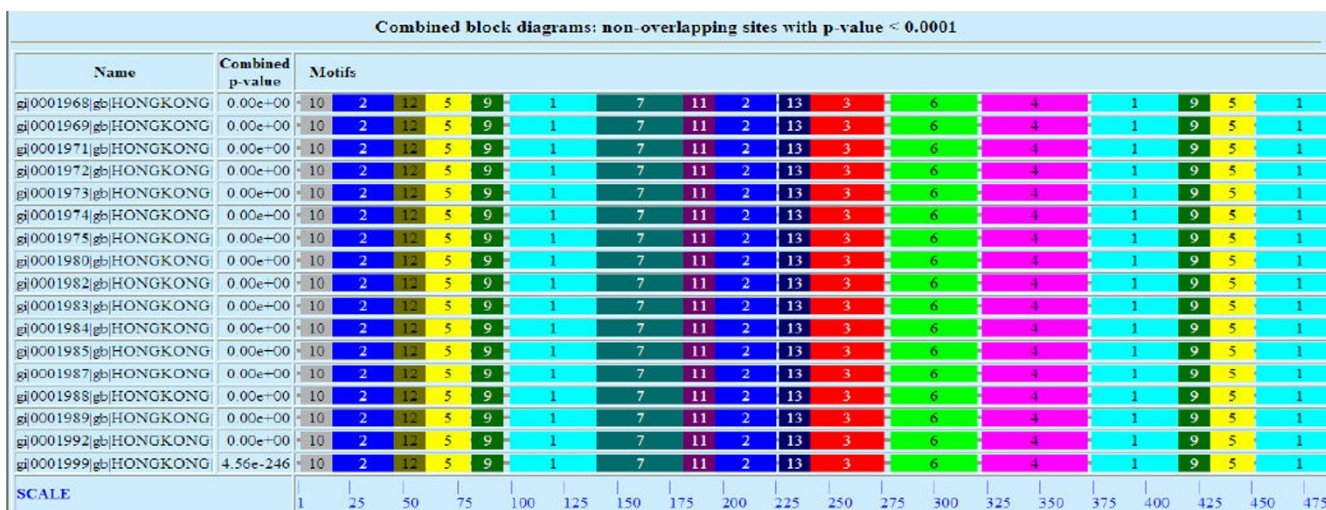 Combined block diagrams: non-overlapping sites with p-value < 0.0001
Name Combined p-value Motifs
gi|0001968|gb|HONGKONG| 0.00e+00 10 2 12 5 9 1 7 11 2 13 3 6 4 1 9 5 1
gi|0001969|gb|HONGKONG| 0.00e+00 10 2 12 5 9 1 7 11 2 13 3 6 4 1 9 5 1
gi|0001971|gb|HONGKONG| 0.00e+00 10 2 12 5 9 1 7 11 2 13 3 6 4 1 9 5 1
gi|0001972|gb|HONGKONG| 0.00e+00 10 2 12 5 9 1 7 11 2 13 3 6 4 1 9 5 1
gi|0001973|gb|HONGKONG| 0.00e+00 10 2 12 5 9 1 7 11 2 13 3 6 4 1 9 5 1
gi|0001974|gb|HONGKONG| 0.00e+00 10 2 12 5 9 1 7 11 2 13 3 6 4 1 9 5 1
gi|0001975|gb|HONGKONG| 0.00e+00 10 2 12 5 9 1 7 11 2 13 3 6 4 1 9 5 1
gi|0001980|gb|HONGKONG| 0.00e+00 10 2 12 5 9 1 7 11 2 13 3 6 4 1 9 5 1
gi|0001982|gb|HONGKONG| 0.00e+00 10 2 12 5 9 1 7 11 2 13 3 6 4 1 9 5 1
gi|0001983|gb|HONGKONG| 0.00e+00 10 2 12 5 9 1 7 11 2 13 3 6 4 1 9 5 1
gi|0001984|gb|HONGKONG| 0.00e+00 10 2 12 5 9 1 7 11 2 13 3 6 4 1 9 5 1
gi|0001985|gb|HONGKONG| 0.00e+00 10 2 12 5 9 1 7 11 2 13 3 6 4 1 9 5 1
gi|0001987|gb|HONGKONG| 0.00e+00 10 2 12 5 9 1 7 11 2 13 3 6 4 1 9 5 1
gi|0001988|gb|HONGKONG| 0.00e+00 10 2 12 5 9 1 7 11 2 13 3 6 4 1 9 5 1
gi|0001989|gb|HONGKONG| 0.00e+00 10 2 12 5 9 1 7 11 2 13 3 6 4 1 9 5 1
gi|0001992|gb|HONGKONG| 0.00e+00 10 2 12 5 9 1 7 11 2 13 3 6 4 1 9 5 1
gi|0001999|gb|HONGKONG| 4.56e-246 10 2 12 5 9 1 7 11 2 13 3 6 4 1 9 5 1
SCALE 1 25 50 75 100 125 150 175 200 225 250 275 300 325 350 375 400 425 450 475